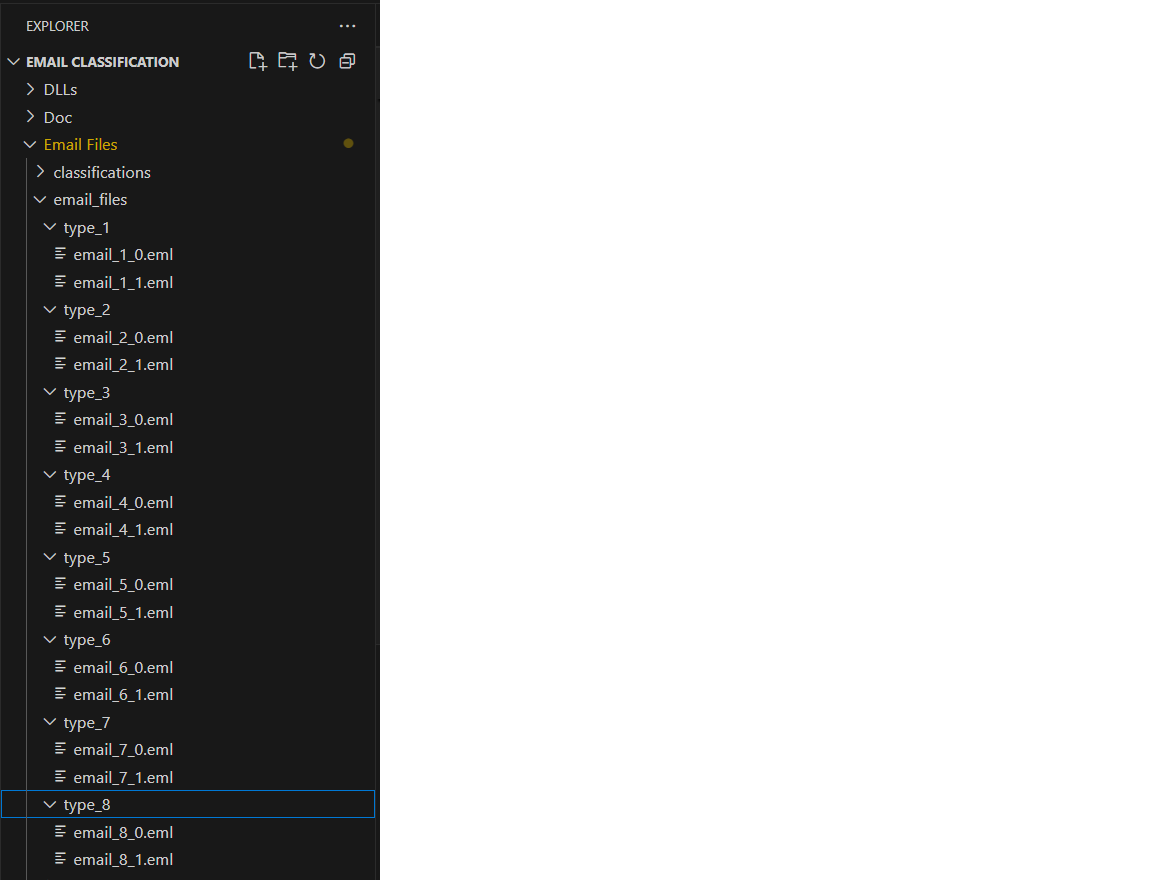 EXPLORER
EMAIL CLASSIFICATION
DLLs
Doc
Email Files
classifications
email_files
type_1
email_1_0.eml
email_1_1.eml
type_2
email_2_0.eml
email_2_1.eml
type_3
email_3_0.eml
email_3_1.eml
type_4
email_4_0.eml
email_4_1.eml
type_5
email_5_0.eml
email_5_1.eml
type_6
email_6_0.eml
email_6_1.eml
type_7
email_7_0.eml
email_7_1.eml
type_8
email_8_0.eml
email_8_1.eml